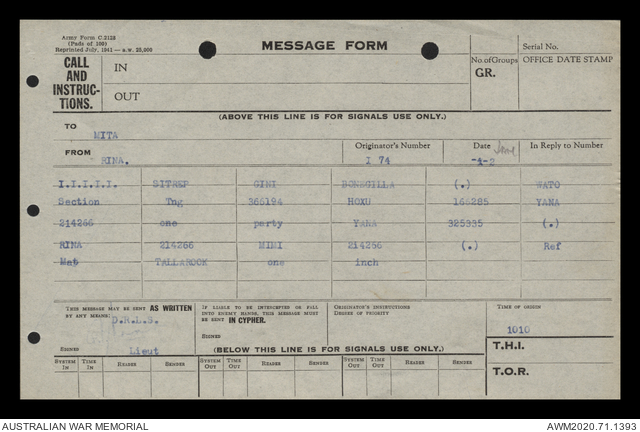 Army Form C.2128
(Pads of 100)
Reprinted July, 1941—s.w. 25,000
MESSAGE FORM
Serial No.
CALL AND INSTRUC-TIONS.
IN
OUT
No. of Groups
GR.
OFFICE DATE STAMP
(ABOVE THIS LINE IS FOR SIGNALS USE ONLY.)
TO
MITA
FROM
RINA.
Originator's Number
I 74
Date June
-4-2
In Reply to Number
I.I.I.I.I. SITREP GIMI BONEGILLA (.) WATO
Section Tng 366194 HOXU 166285 YANA
214266 one party YANA 325335 (.)
RINA 214266 MIMI 214266 (.) Ref
Map TALLAROOK one inch
THIS MESSAGE MAY BE SENT AS WRITTEN BY ANY MEANS
D.R.L.S.
SIGNED
Lieut
IF LIABLE TO BE INTERCEPTED OR FALL INTO ENEMY HANDS, THIS MESSAGE MUST BE SENT IN CYPHER.
SIGNED
ORIGINATOR'S INSTRUCTIONS
DEGREE OF PRIORITY
TIME OF ORIGIN
1010
(BELOW THIS LINE IS FOR SIGNALS USE ONLY.)
T.H.I.
T.O.R.
SYSTEM IN TIME IN READER SENDER SYSTEM OUT TIME OUT READER SENDER SYSTEM OUT TIME OUT READER SENDER
AUSTRALIAN WAR MEMORIAL
AWM2020.71.1393